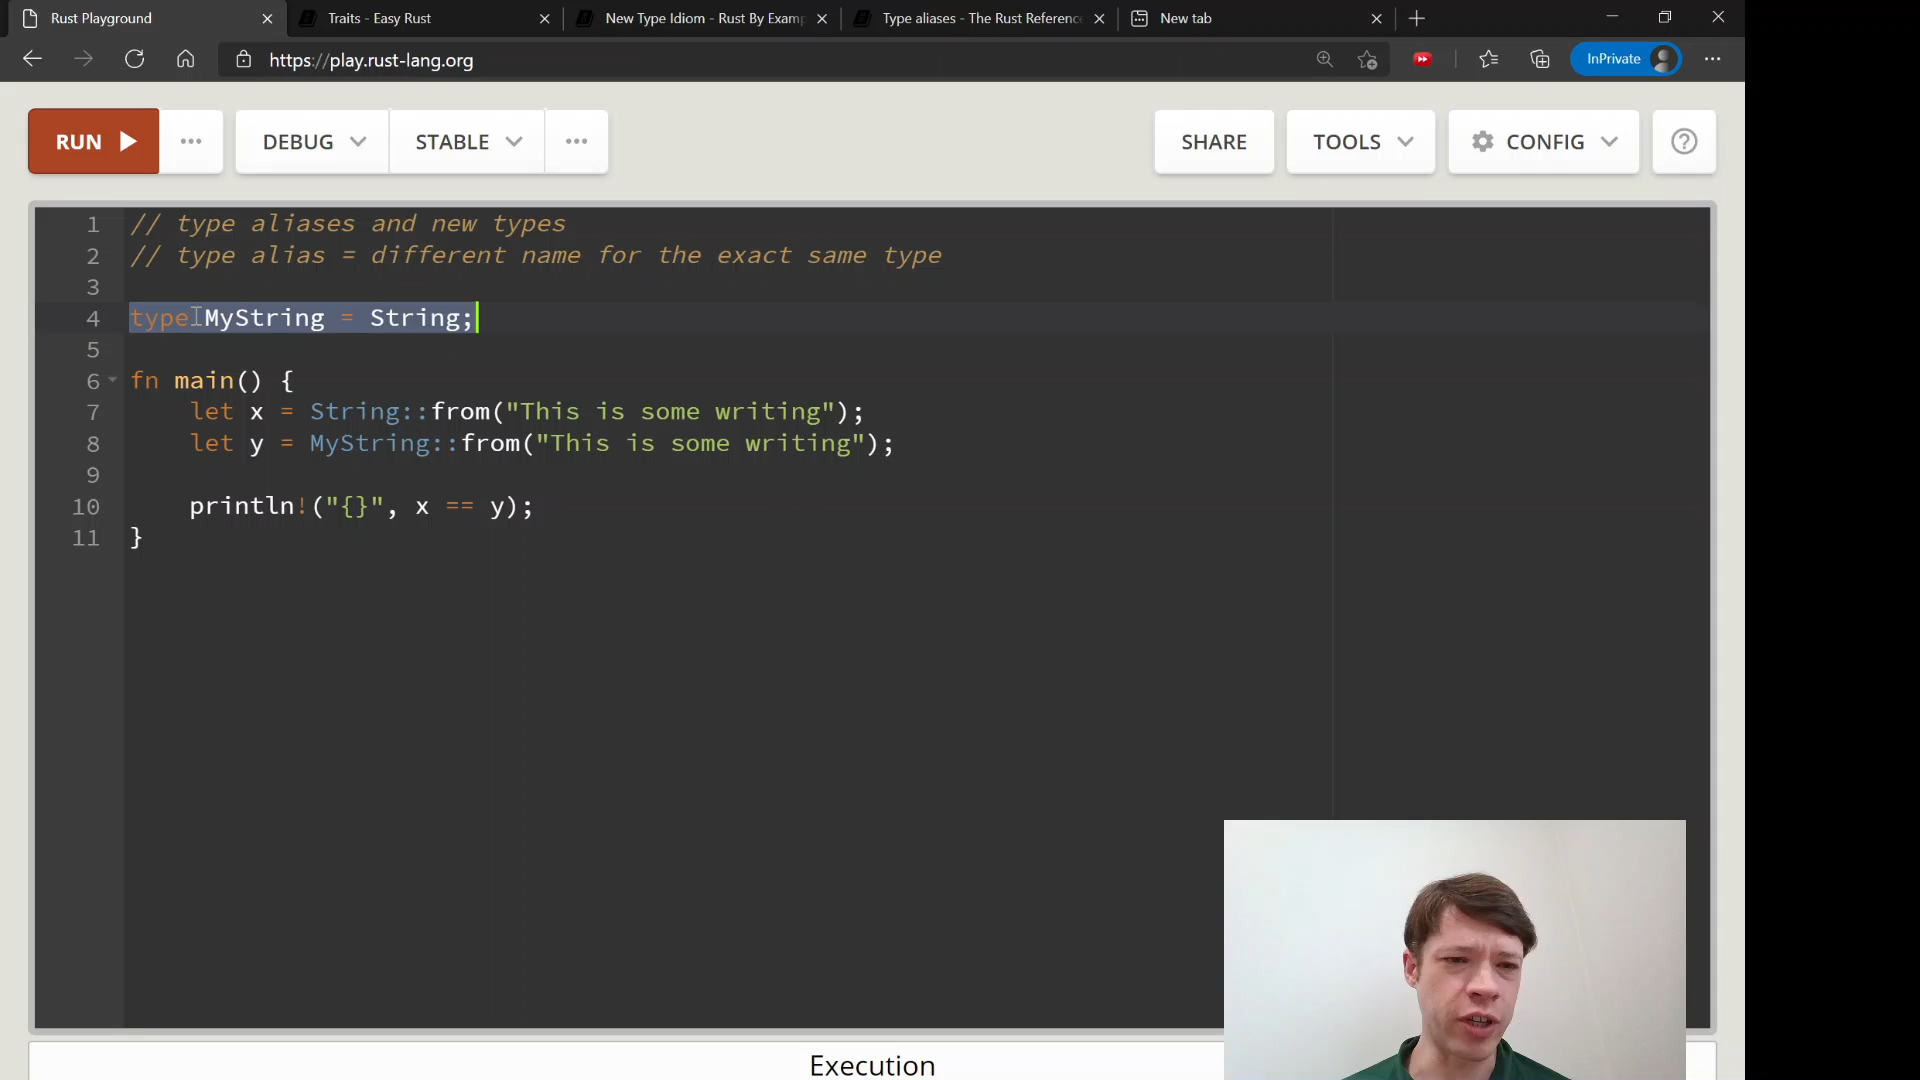 Rust Playground
Traits - Easy Rust
New Type Idiom - Rust By Examp
Type aliases - The Rust Reference
New tab
https://play.rust-lang.org
InPrivate
RUN
DEBUG
STABLE
SHARE
TOOLS
CONFIG
1 // type aliases and new types
2 // type alias = different name for the exact same type
3
4 type MyString = String;
5
6 fn main() {
7 let x = String::from("This is some writing");
8 let y = MyString::from("This is some writing");
9
10 println!("{}", x == y);
11 }
Execution